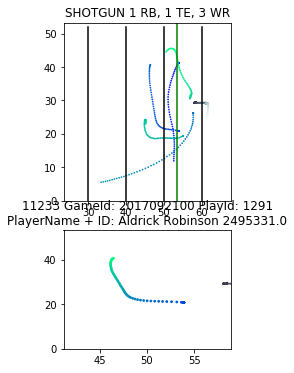 SHOTGUN 1 RB, 1 TE, 3 WR
50
40
30
20
10
0
30 40 50 60
11233 GameId: 2017092100 PlayId: 1291
PlayerName + ID: Aldrick Robinson 2495331.0
40
20
0
45 50 55